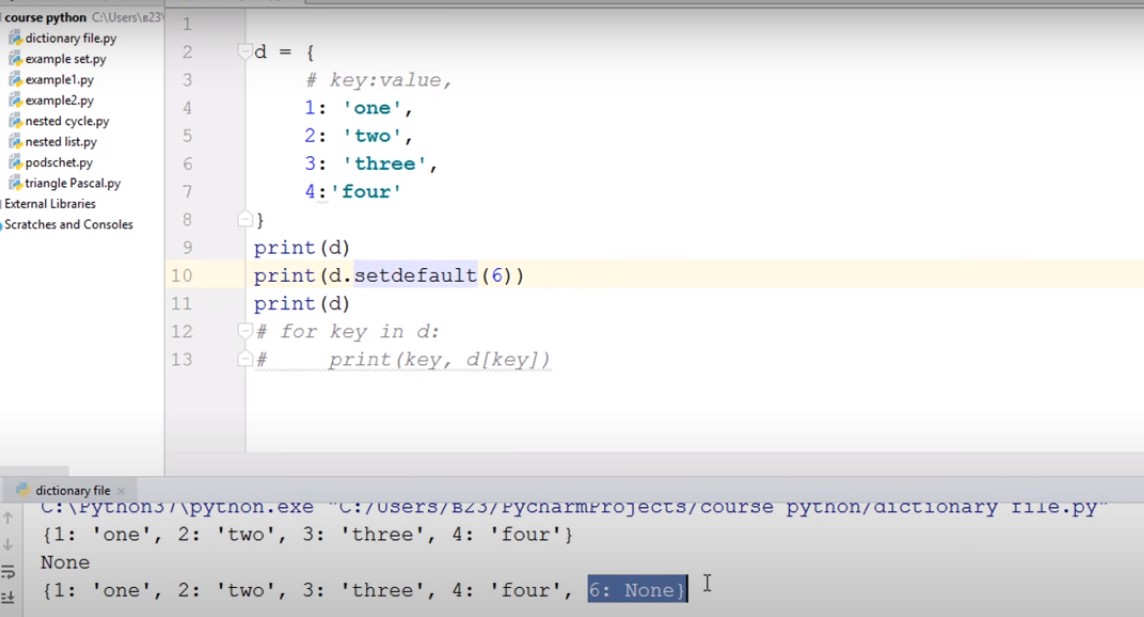 course python C:\Users\в23\
dictionary file.py
example set.py
example1.py
example2.py
nested cycle.py
nested list.py
podschet.py
triangle Pascal.py
External Libraries
Scratches and Consoles
1
2 d = {
3 # key:value,
4 1: 'one',
5 2: 'two',
6 3: 'three',
7 4:'four'
8 }
9 print(d)
10 print(d.setdefault(6))
11 print(d)
12 # for key in d:
13 #     print(key, d[key])
dictionary file
C:\Python37\python.exe "C:/Users/в23/PycharmProjects/course python/dictionary file.py"
{1: 'one', 2: 'two', 3: 'three', 4: 'four'}
None
{1: 'one', 2: 'two', 3: 'three', 4: 'four', 6: None}